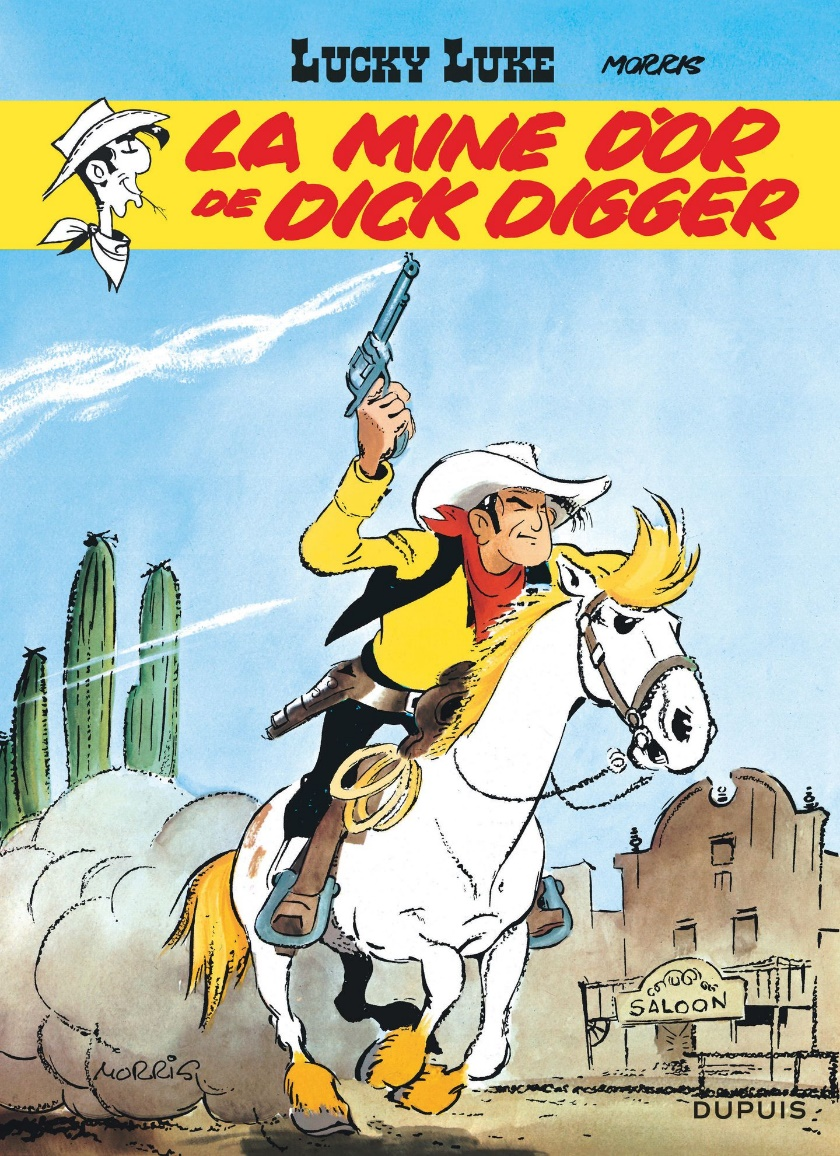 LUCKY LUKE
MORRIS
LA MINE D'OR
DE DICK DIGGER
SALOON
MORRIS
DUPUIS